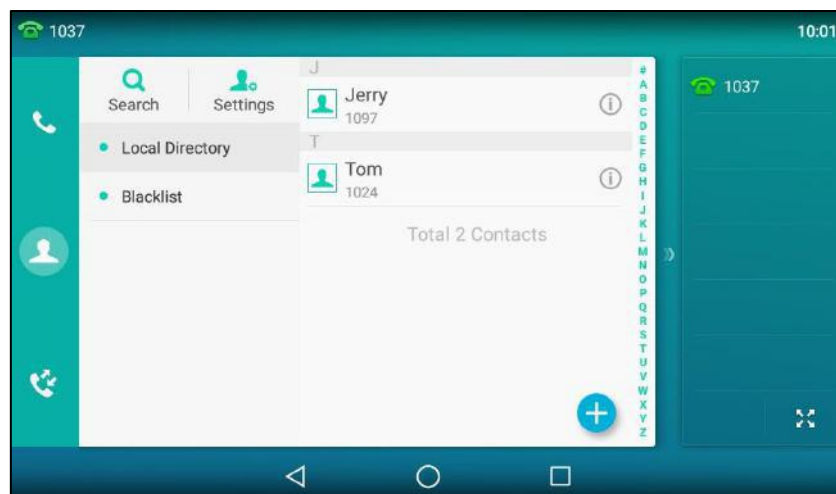 1037
10:01
Search
Settings
Local Directory
Blacklist
J
Jerry
1097
T
Tom
1024
Total 2 Contacts
#
A
B
C
D
E
F
G
H
I
J
K
L
M
N
O
P
Q
R
S
T
U
V
W
X
Y
Z
1037